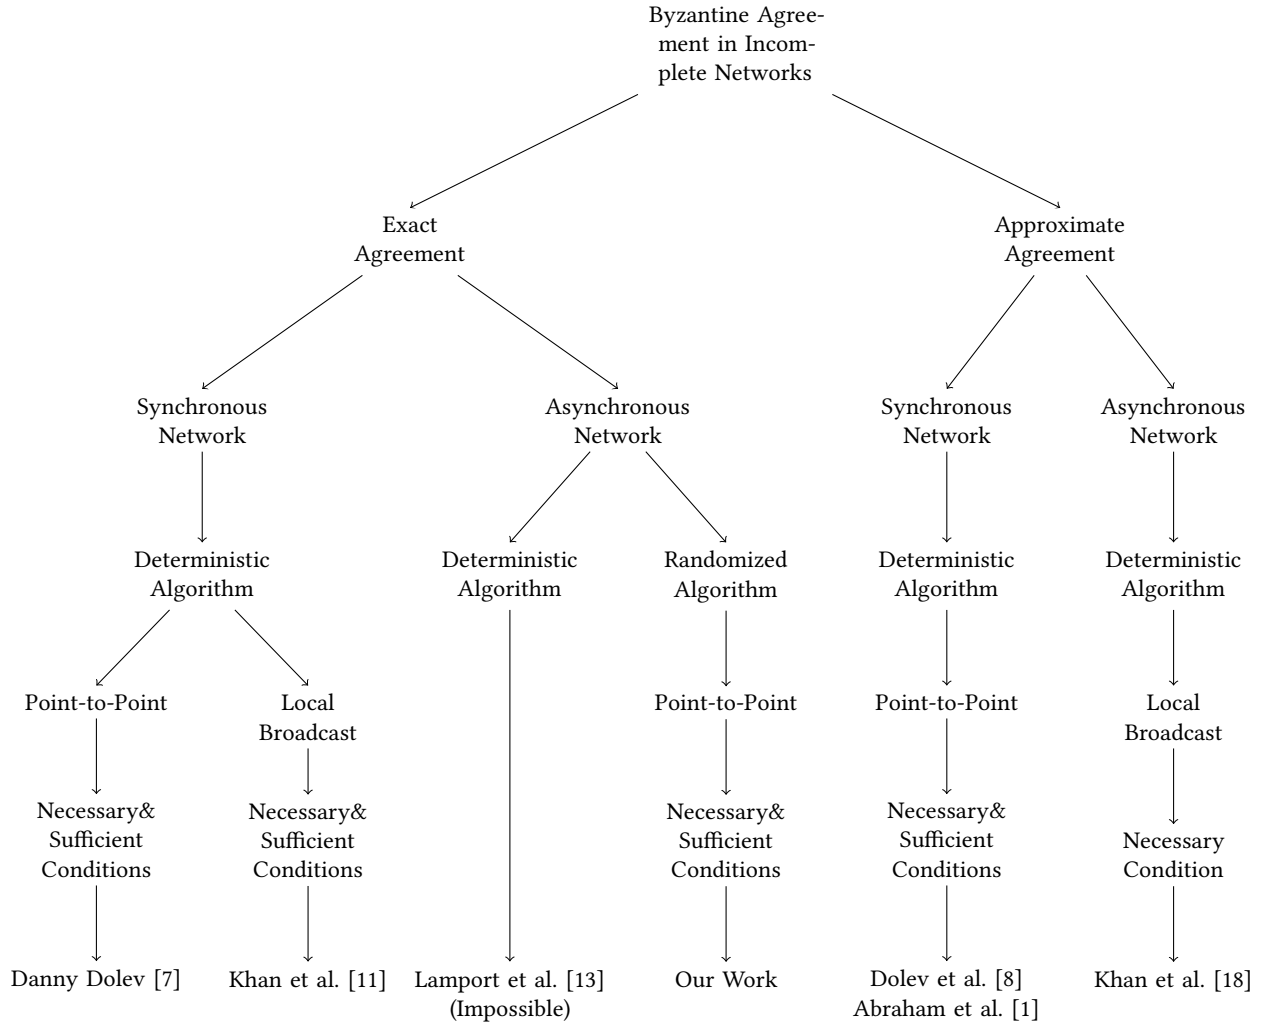 Byzantine Agree-
ment in Incom-
plete Networks
Exact
Agreement
Approximate
Agreement
Synchronous
Network
Asynchronous
Network
Synchronous
Network
Asynchronous
Network
Deterministic
Algorithm
Deterministic
Algorithm
Randomized
Algorithm
Deterministic
Algorithm
Deterministic
Algorithm
Point-to-Point
Local
Broadcast
Point-to-Point
Point-to-Point
Local
Broadcast
Necessary&
Sufficient
Conditions
Necessary&
Sufficient
Conditions
Necessary&
Sufficient
Conditions
Necessary&
Sufficient
Conditions
Necessary
Condition
Danny Dolev [7]
Khan et al. [11]
Lamport et al. [13]
(Impossible)
Our Work
Dolev et al. [8]
Abraham et al. [1]
Khan et al. [18]